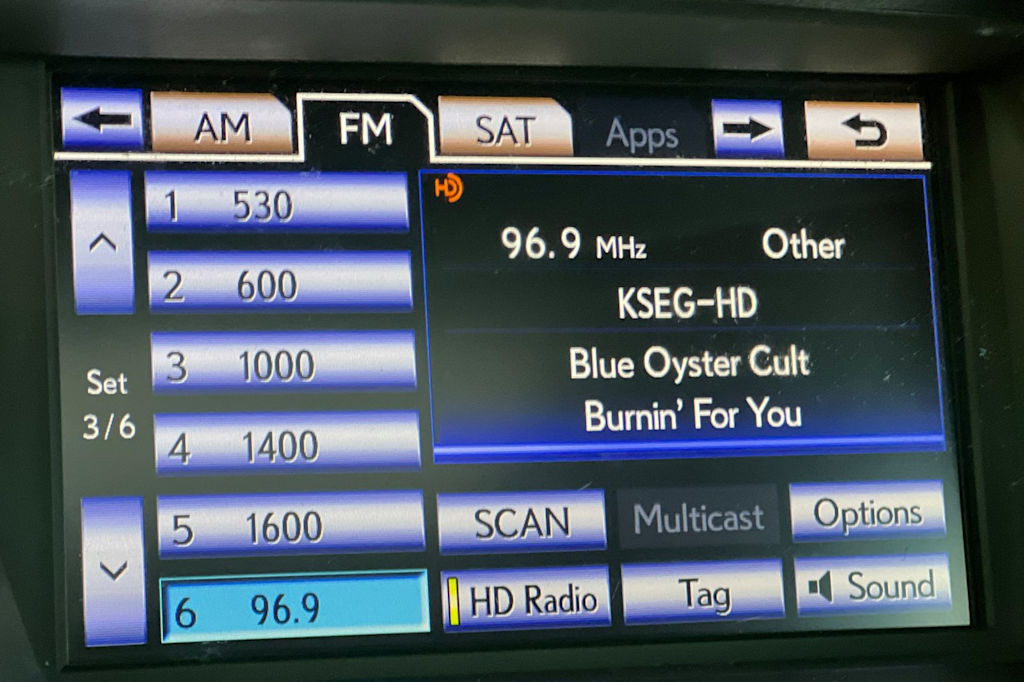 AM FM SAT Apps
HD
1 530
96.9 MHz Other
2 600
KSEG-HD
3 1000
Blue Oyster Cult
Set
3/6
4 1400
Burnin' For You
5 1600
SCAN Multicast Options
6 96.9
HD Radio Tag Sound